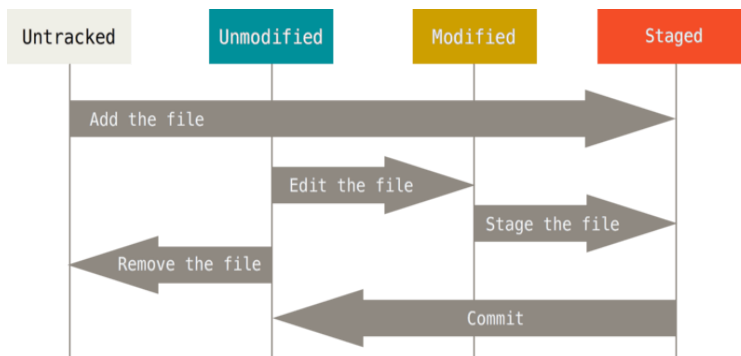 Untracked
Unmodified
Modified
Staged
Add the file
Edit the file
Stage the file
Remove the file
Commit